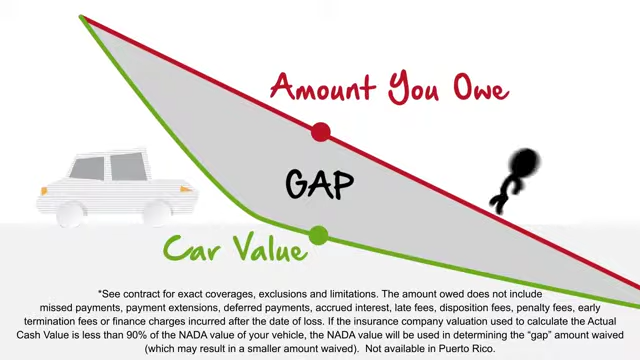 Amount You Owe
GAP
Car Value
*See contract for exact coverages, exclusions and limitations. The amount owed does not include
missed payments, payment extensions, deferred payments, accrued interest, late fees, disposition fees, penalty fees, early
termination fees or finance charges incurred after the date of loss. If the insurance company valuation used to calculate the Actual
Cash Value is less than 90% of the NADA value of your vehicle, the NADA value will be used in determining the “gap” amount waived
(which may result in a smaller amount waived).  Not available in Puerto Rico.